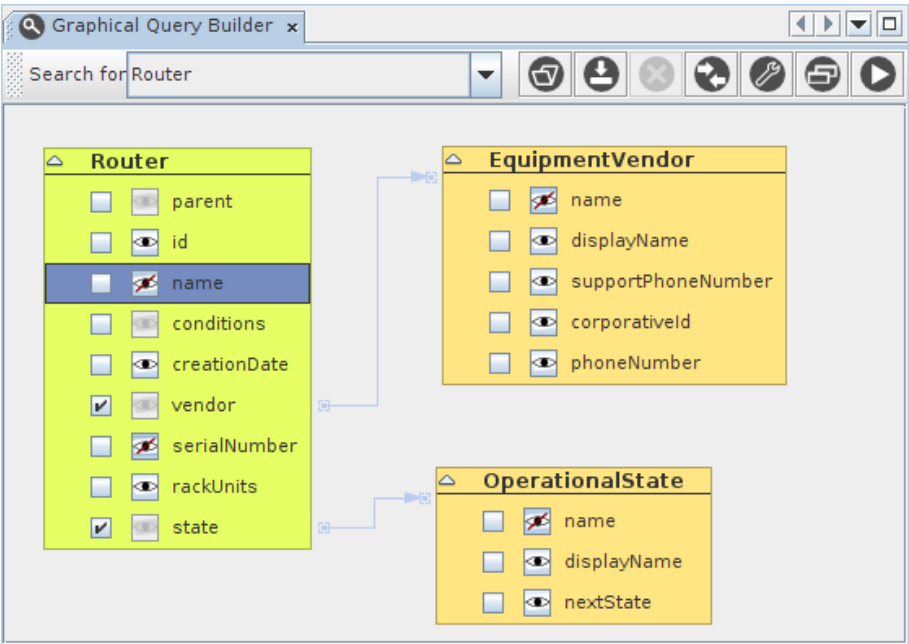 Graphical Query Builder x
Search for Router
Router
parent
id
name
conditions
creationDate
vendor
serialNumber
rackUnits
state
EquipmentVendor
name
displayName
supportPhoneNumber
corporativeId
phoneNumber
OperationalState
name
displayName
nextState